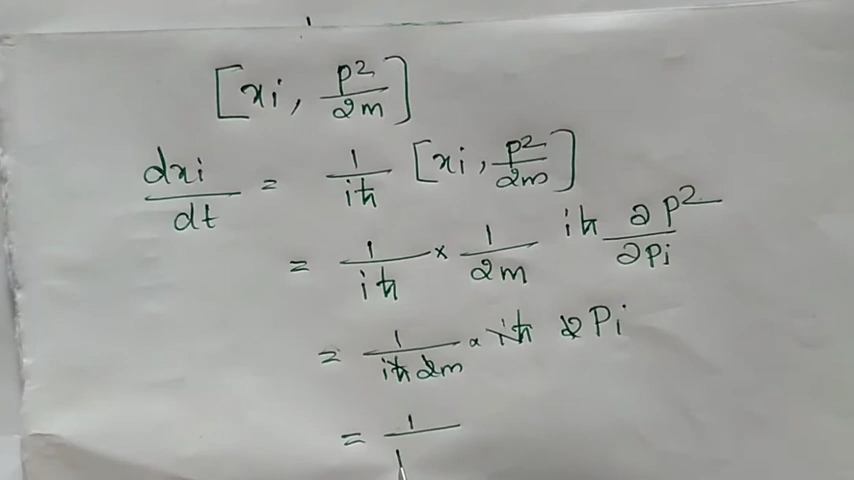 [xi, p²/2m]
dxi/dt = 1/iħ [xi, p²/2m]
= 1/iħ × 1/2m iħ ∂p²/∂pi
= 1/iħ2m × iħ 2Pi
= 1/